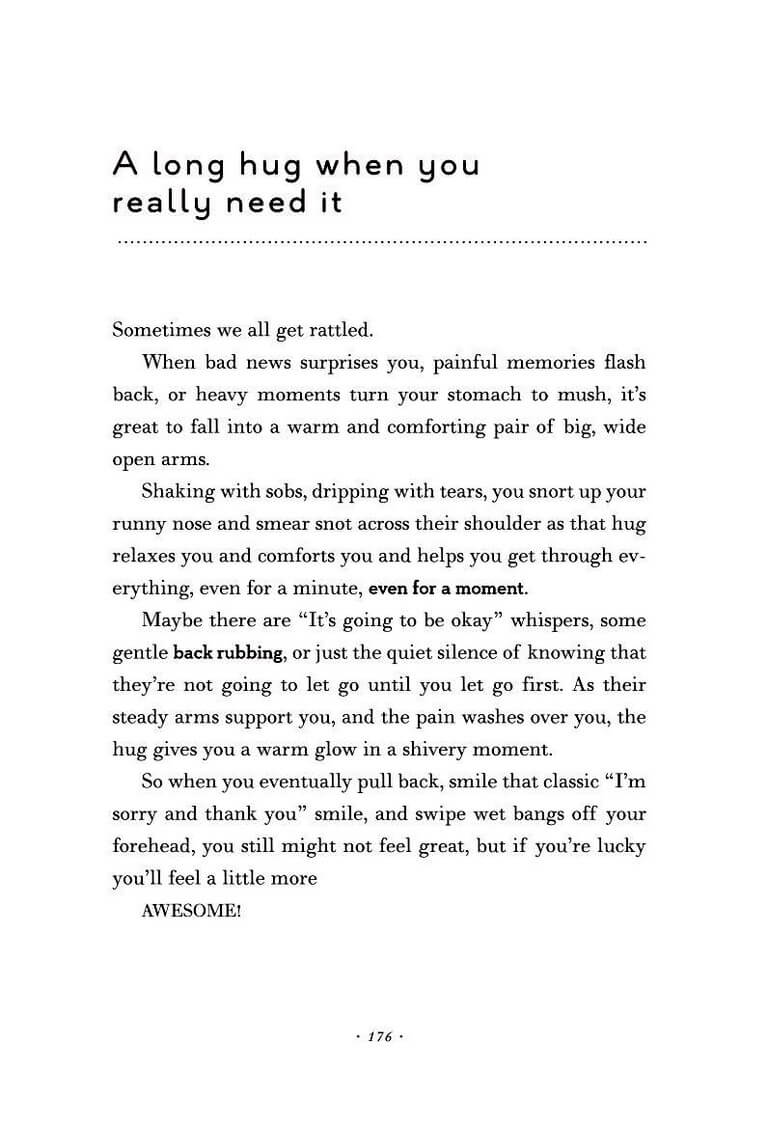 A long hug when you
really need it
Sometimes we all get rattled.
When bad news surprises you, painful memories flash
back, or heavy moments turn your stomach to mush, it's
great to fall into a warm and comforting pair of big, wide
open arms.
Shaking with sobs, dripping with tears, you snort up your
runny nose and smear snot across their shoulder as that hug
relaxes you and comforts you and helps you get through ev-
erything, even for a minute, even for a moment.
Maybe there are “It's going to be okay” whispers, some
gentle back rubbing, or just the quiet silence of knowing that
they're not going to let go until you let go first. As their
steady arms support you, and the pain washes over you, the
hug gives you a warm glow in a shivery moment.
So when you eventually pull back, smile that classic “I'm
sorry and thank you” smile, and swipe wet bangs off your
forehead, you still might not feel great, but if you're lucky
you'll feel a little more
AWESOME!
· 176 ·